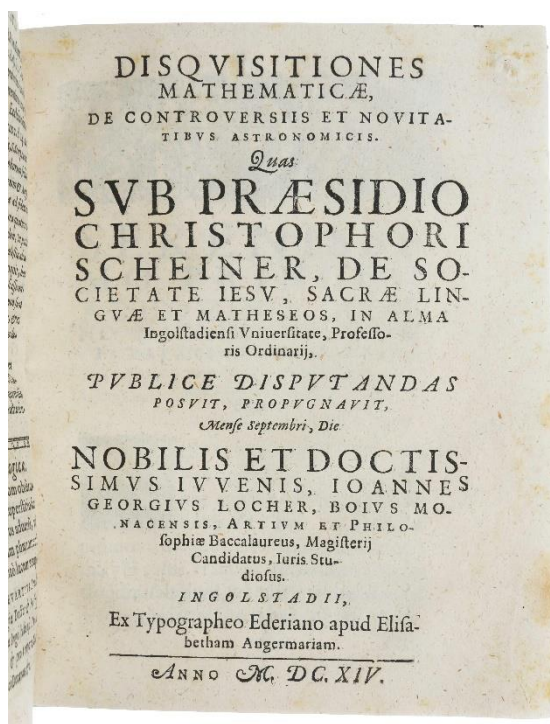 DISQVISITIONES
MATHEMATICÆ,
DE CONTROVERSIIS ET NOVITA-
TIBVS ASTRONOMICIS.
Quas
SVB PRÆSIDIO
CHRISTOPHORI
SCHEINER, DE SO-
CIETATE IESV, SACRÆ LIN-
GVÆ ET MATHESEOS, IN ALMA
Ingolſtadienſi Vniuerſitate, Profeſſo-
ris Ordinarij,
PVBLICE DISPVTANDAS
POSVIT, PROPVGNAVIT,
Menſe Septembri, Die
NOBILIS ET DOCTIS-
SIMVS IVVENIS, IOANNES
GEORGIVS LOCHER, BOIVS MO-
NACENSIS, ARTIVM ET PHILO-
ſophiæ Baccalaureus, Magiſterij
Candidatus, Iuris Stu-
dioſus.
INGOLSTADII,
Ex Typographeo Ederiano apud Eliſa-
betham Angermariam.
ANNO M. DC. XIV.